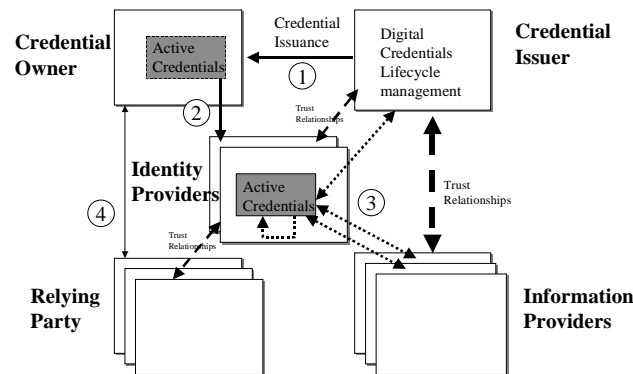 Credential
Owner
Active
Credentials
Credential
Issuance
1
Digital
Credentials
Lifecycle
management
Credential
Issuer
2
Trust
Relationships
Identity
Providers
Active
Credentials
3
Trust
Relationships
4
Trust
Relationships
Relying
Party
Information
Providers